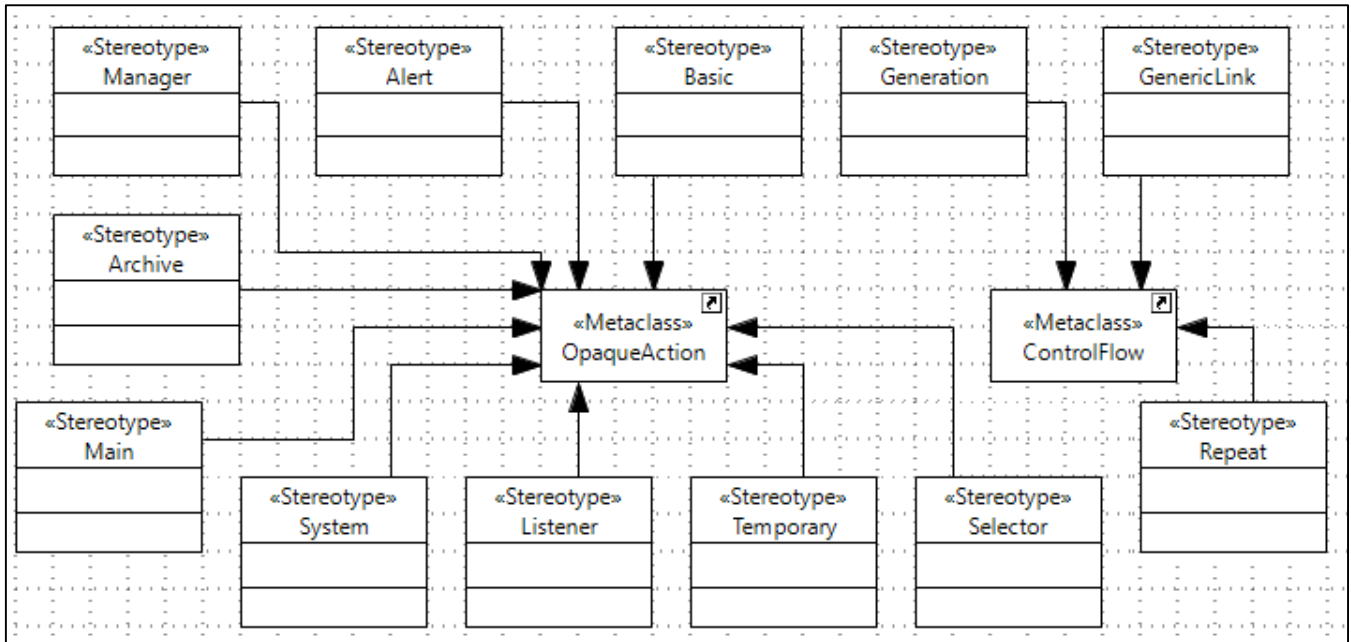 «Stereotype»
Manager
«Stereotype»
Alert
«Stereotype»
Basic
«Stereotype»
Generation
«Stereotype»
GenericLink
«Stereotype»
Archive
«Metaclass»
OpaqueAction
«Metaclass»
ControlFlow
«Stereotype»
Main
«Stereotype»
Repeat
«Stereotype»
System
«Stereotype»
Listener
«Stereotype»
Temporary
«Stereotype»
Selector